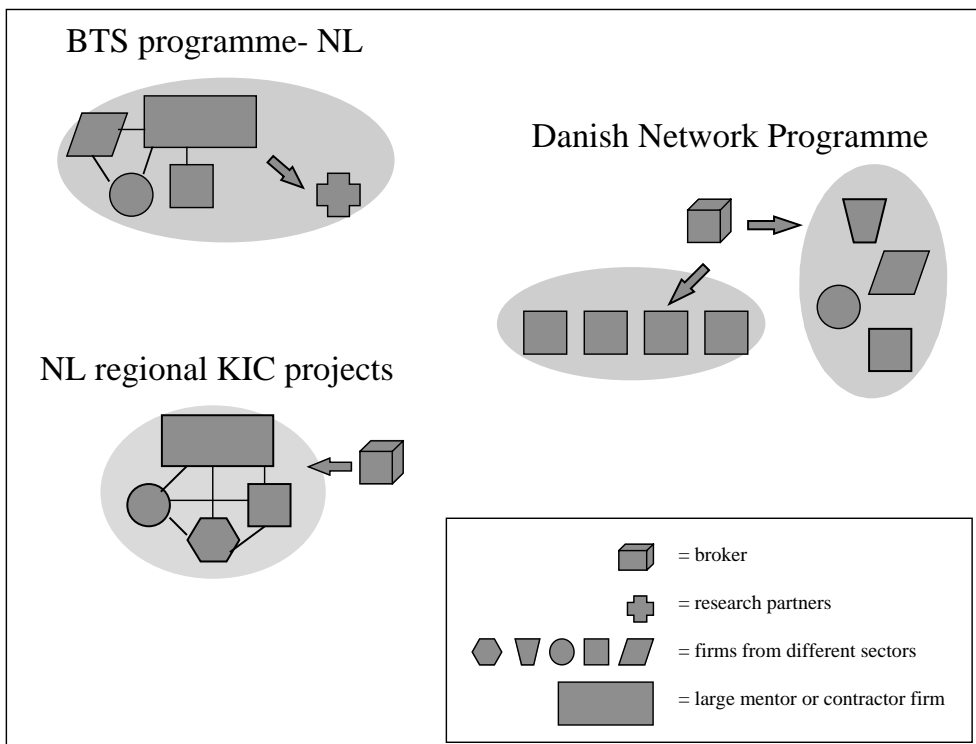 BTS programme- NL
Danish Network Programme
NL regional KIC projects
= broker
= research partners
= firms from different sectors
= large mentor or contractor firm